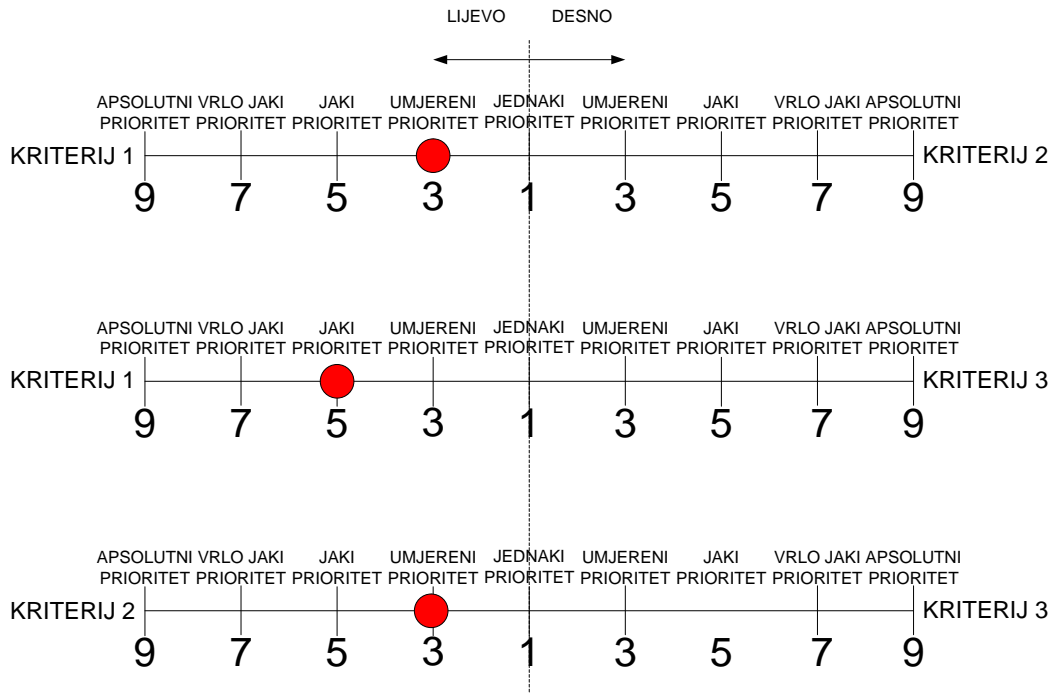 LIJEVO DESNO
APSOLUTNI VRLO JAKI JAKI UMJERENI JEDNAKI UMJERENI JAKI VRLO JAKI APSOLUTNI
PRIORITET PRIORITET PRIORITET PRIORITET PRIORITET PRIORITET PRIORITET PRIORITET PRIORITET
KRITERIJ 1 KRITERIJ 2
9 7 5 3 1 3 5 7 9
APSOLUTNI VRLO JAKI JAKI UMJERENI JEDNAKI UMJERENI JAKI VRLO JAKI APSOLUTNI
PRIORITET PRIORITET PRIORITET PRIORITET PRIORITET PRIORITET PRIORITET PRIORITET PRIORITET
KRITERIJ 1 KRITERIJ 3
9 7 5 3 1 3 5 7 9
APSOLUTNI VRLO JAKI JAKI UMJERENI JEDNAKI UMJERENI JAKI VRLO JAKI APSOLUTNI
PRIORITET PRIORITET PRIORITET PRIORITET PRIORITET PRIORITET PRIORITET PRIORITET PRIORITET
KRITERIJ 2 KRITERIJ 3
9 7 5 3 1 3 5 7 9